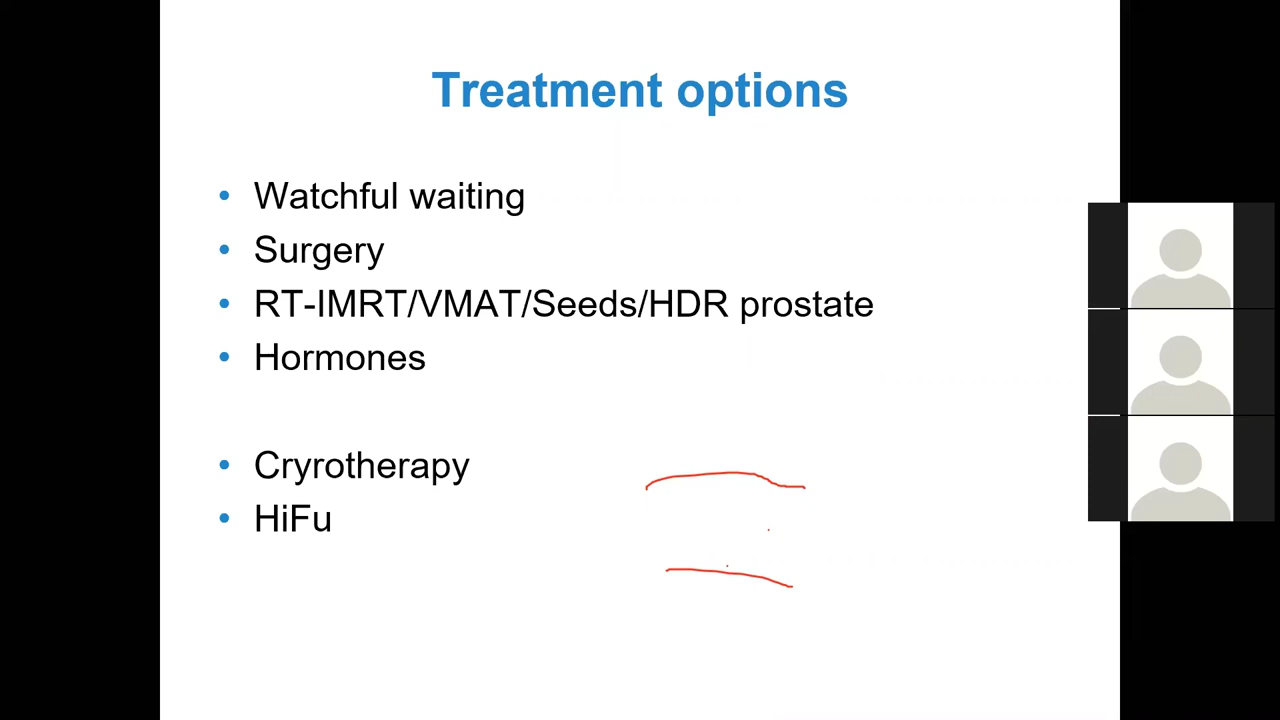 Treatment options
• Watchful waiting
• Surgery
• RT-IMRT/VMAT/Seeds/HDR prostate
• Hormones
• Cryrotherapy
• HiFu